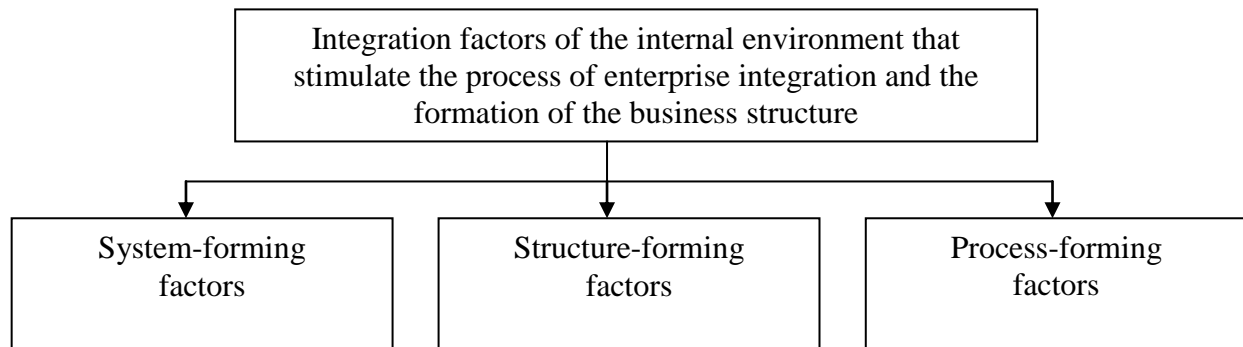 Integration factors of the internal environment that
stimulate the process of enterprise integration and the
formation of the business structure
System-forming
factors
Structure-forming
factors
Process-forming
factors